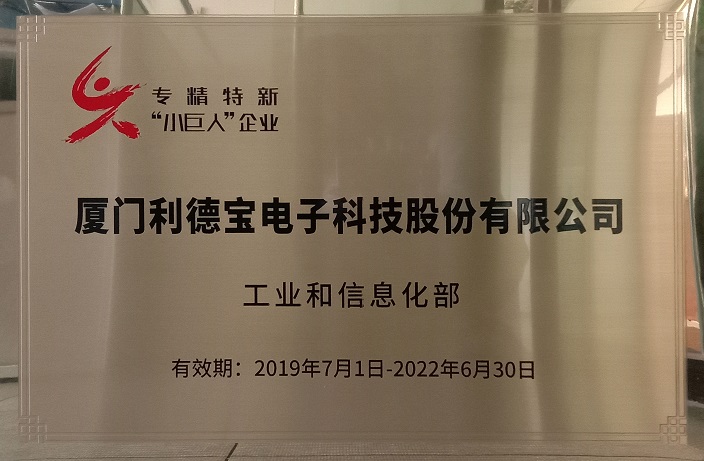 专精特新
“小巨人”企业
厦门利德宝电子科技股份有限公司
工业和信息化部
有效期：2019年7月1日-2022年6月30日